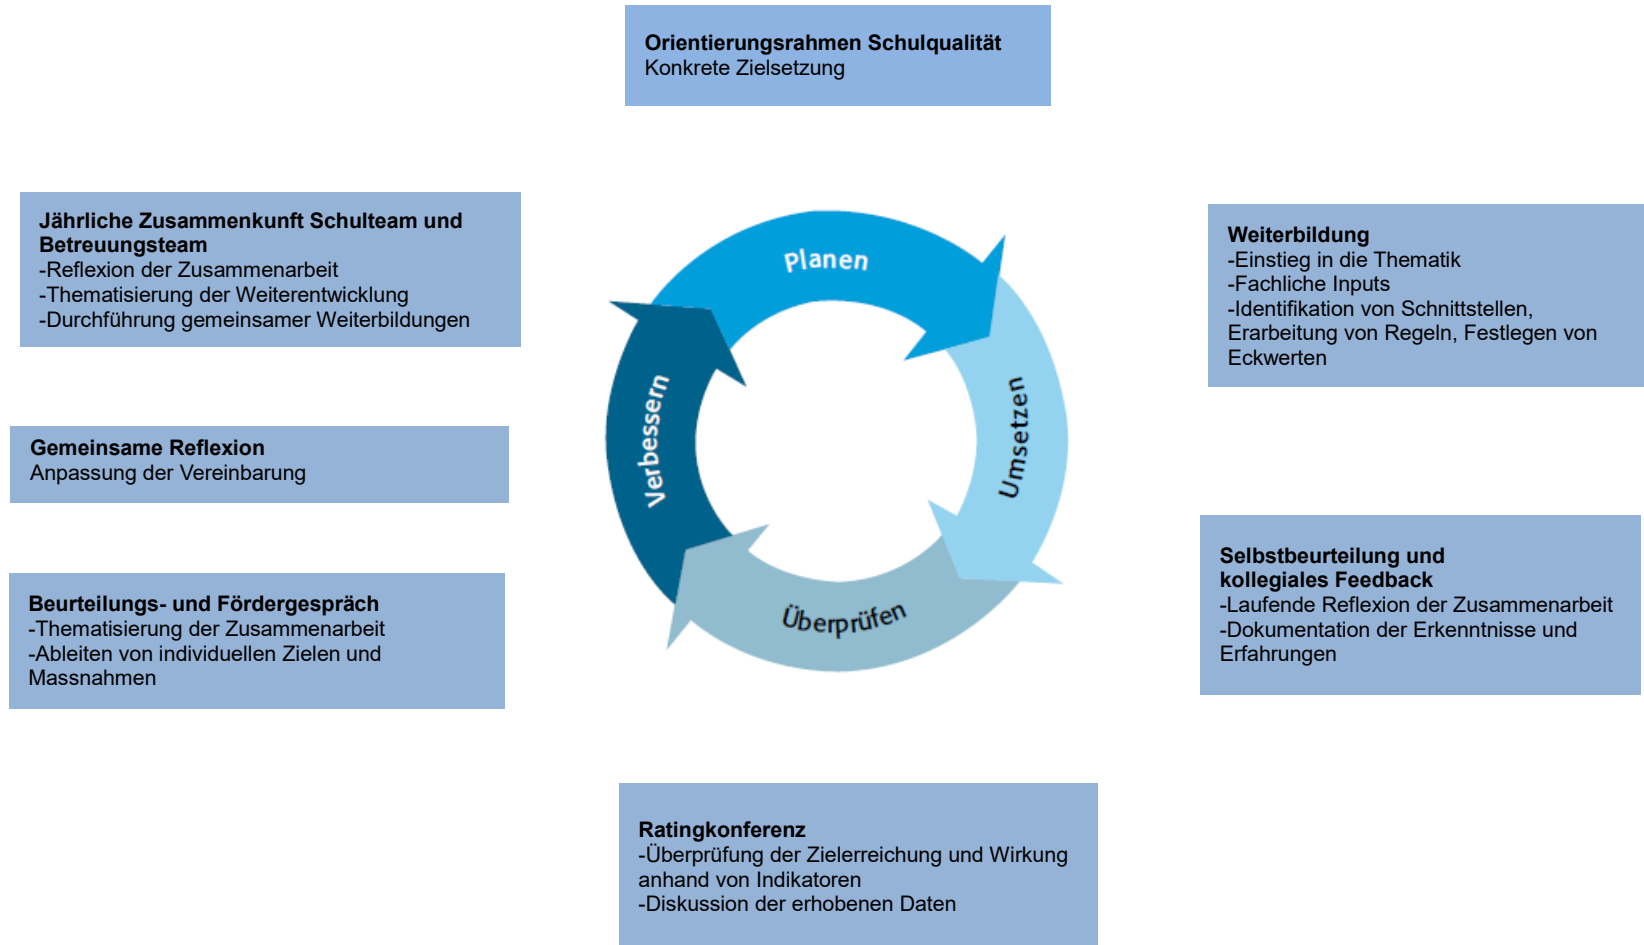 Orientierungsrahmen Schulqualität
Konkrete Zielsetzung
Jährliche Zusammenkunft Schulteam und
Betreuungsteam
-Reflexion der Zusammenarbeit
-Thematisierung der Weiterentwicklung
-Durchführung gemeinsamer Weiterbildungen
Gemeinsame Reflexion
Anpassung der Vereinbarung
Beurteilungs- und Fördergespräch
-Thematisierung der Zusammenarbeit
-Ableiten von individuellen Zielen und
Massnahmen
Planen
Umsetzen
Überprüfen
Verbessern
Weiterbildung
-Einstieg in die Thematik
-Fachliche Inputs
-Identifikation von Schnittstellen,
Erarbeitung von Regeln, Festlegen von
Eckwerten
Selbstbeurteilung und
kollegiales Feedback
-Laufende Reflexion der Zusammenarbeit
-Dokumentation der Erkenntnisse und
Erfahrungen
Ratingkonferenz
-Überprüfung der Zielerreichung und Wirkung
anhand von Indikatoren
-Diskussion der erhobenen Daten